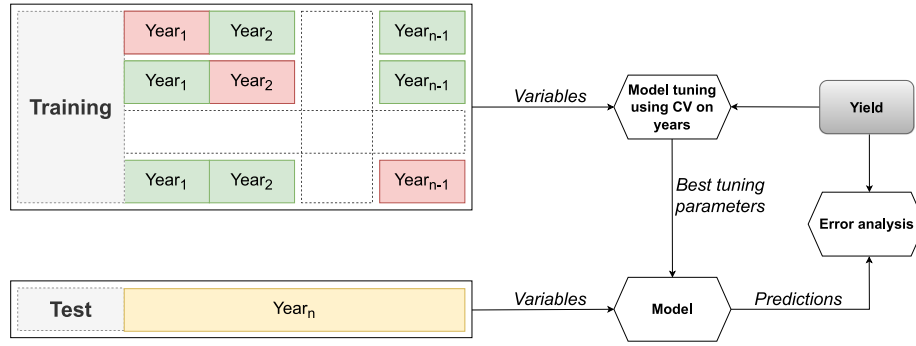 Training
Year1 Year2 Yearn-1
Year1 Year2 Yearn-1
Year1 Year2 Yearn-1
Variables
Model tuning
using CV on
years
Yield
Best tuning
parameters
Error analysis
Test
Yearn
Variables
Model
Predictions